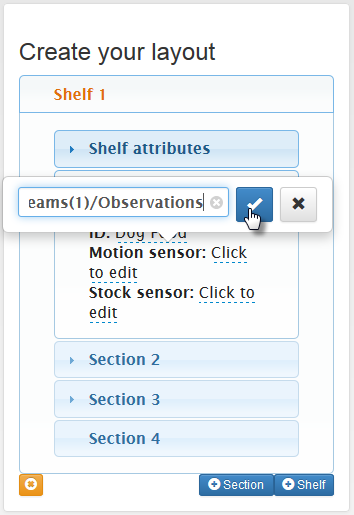 Create your layout
Shelf 1
Shelf attributes
eams(1)/Observations
ID: Dog Food
Motion sensor: Click
to edit
Stock sensor: Click to
edit
Section 2
Section 3
Section 4
Section Shelf